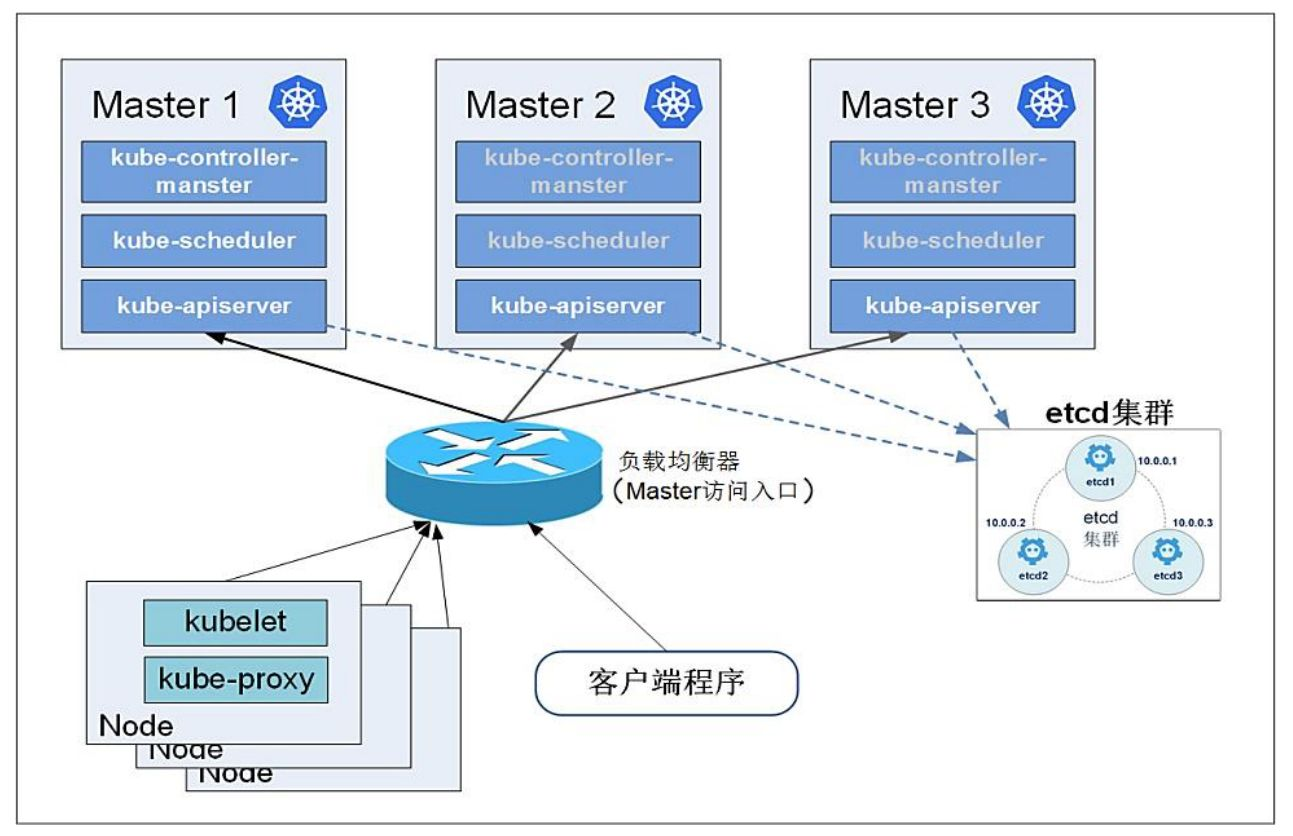 Master 1
kube-controller-
manster
kube-scheduler
kube-apiserver
Master 2
kube-controller-
manster
kube-scheduler
kube-apiserver
Master 3
kube-controller-
manster
kube-scheduler
kube-apiserver
负载均衡器
（Master访问入口）
etcd集群
etcd1
10.0.0.1
etcd
集群
10.0.0.2
etcd2
10.0.0.3
etcd3
kubelet
kube-proxy
Node
Node
Node
客户端程序